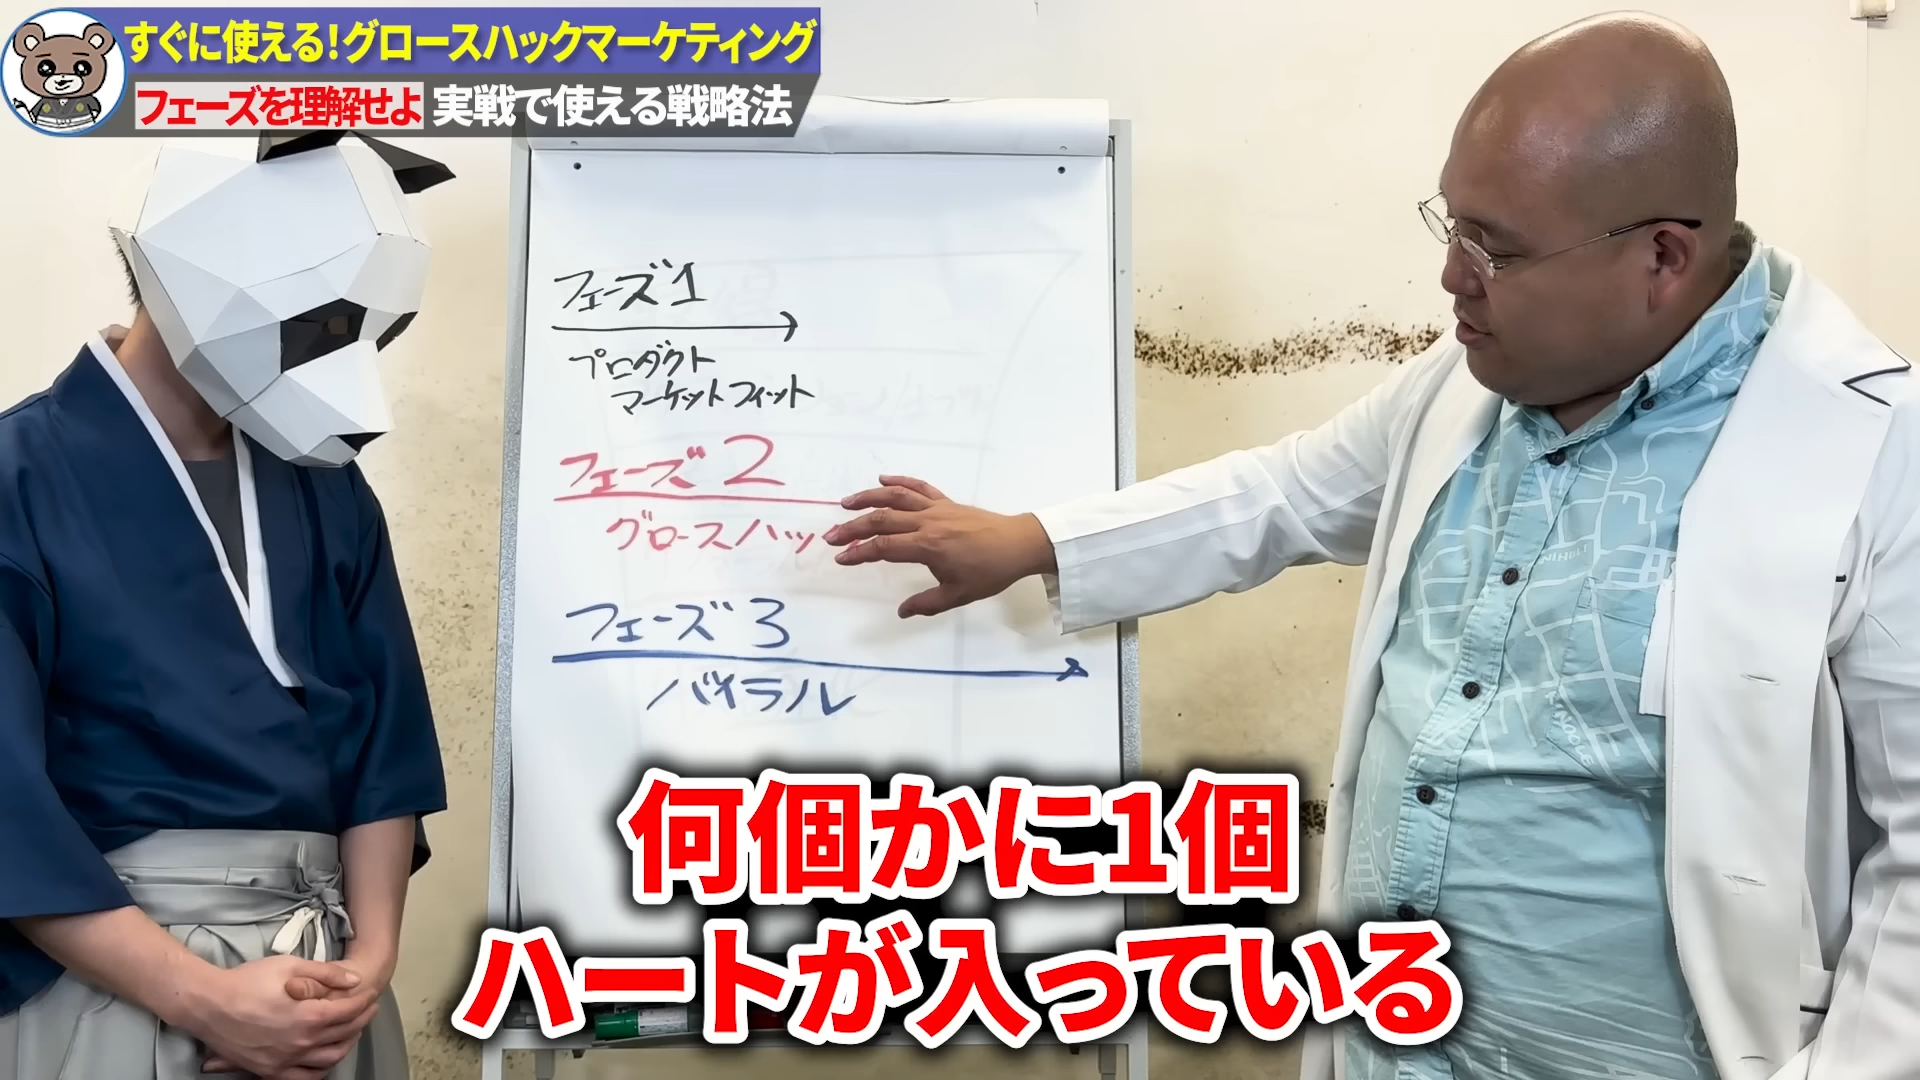 すぐに使える！グロースハックマーケティング
フェーズを理解せよ 実戦で使える戦略法
フェーズ1
プロダクト
マーケットフィット
フェーズ2
グロースハック
フェーズ3
バイラル
何個かに1個
ハートが入っている